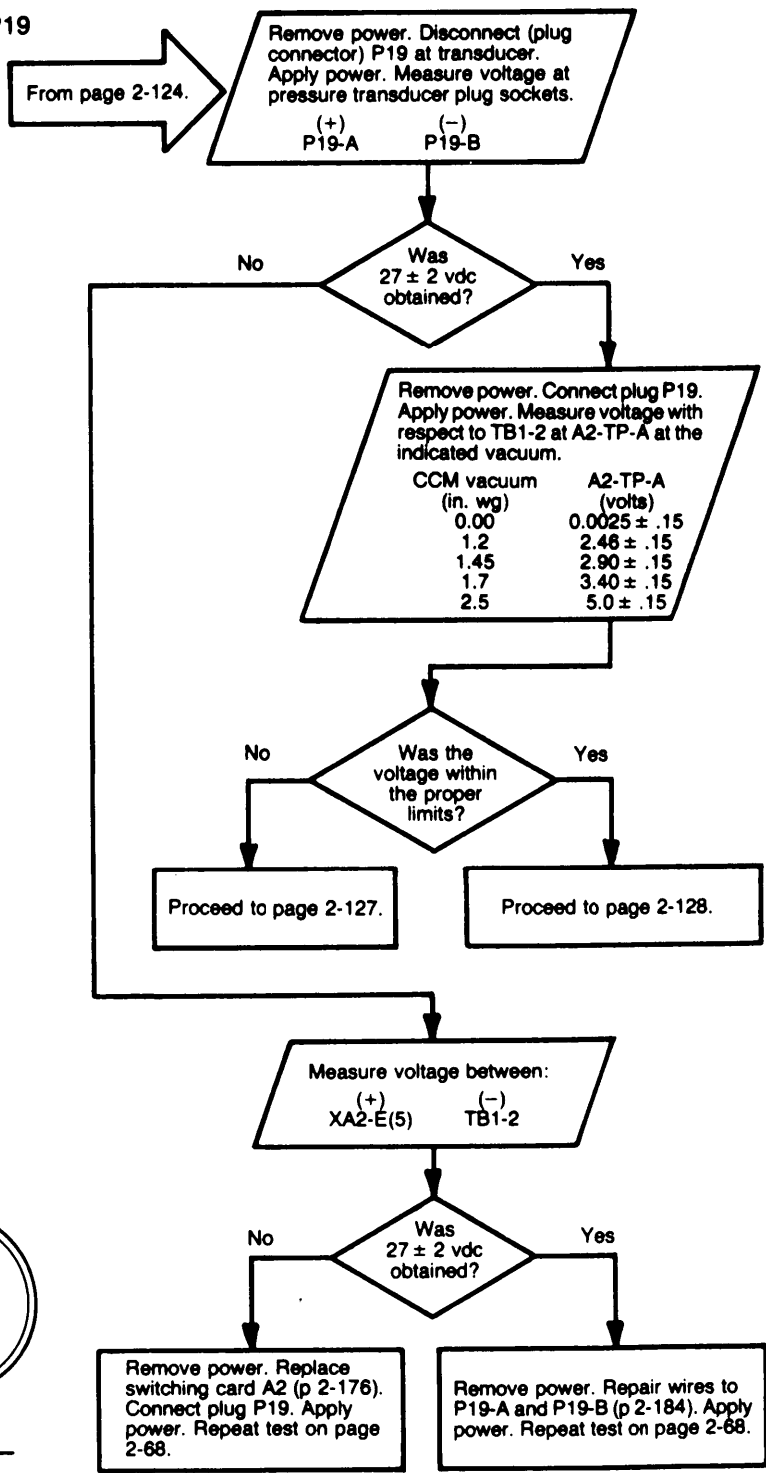 P19
From page 2-124.
Remove power. Disconnect (plug
connector) P19 at transducer.
Apply power. Measure voltage at
pressure transducer plug sockets.
(+) (−)
P19-A P19-B
Was
27 ± 2 vdc
obtained?
No
Yes
Remove power. Connect plug P19.
Apply power. Measure voltage with
respect to TB1-2 at A2-TP-A at the
indicated vacuum.
CCM vacuum A2-TP-A
(in. wg) (volts)
0.00 0.0025 ± .15
1.2 2.46 ± .15
1.45 2.90 ± .15
1.7 3.40 ± .15
2.5 5.0 ± .15
Was the
voltage within
the proper
limits?
No
Yes
Proceed to page 2-127.
Proceed to page 2-128.
Measure voltage between:
(+) (−)
XA2-E(5) TB1-2
Was
27 ± 2 vdc
obtained?
No
Yes
Remove power. Replace
switching card A2 (p 2-176).
Connect plug P19. Apply
power. Repeat test on page
2-68.
Remove power. Repair wires to
P19-A and P19-B (p 2-184). Apply
power. Repeat test on page 2-68.